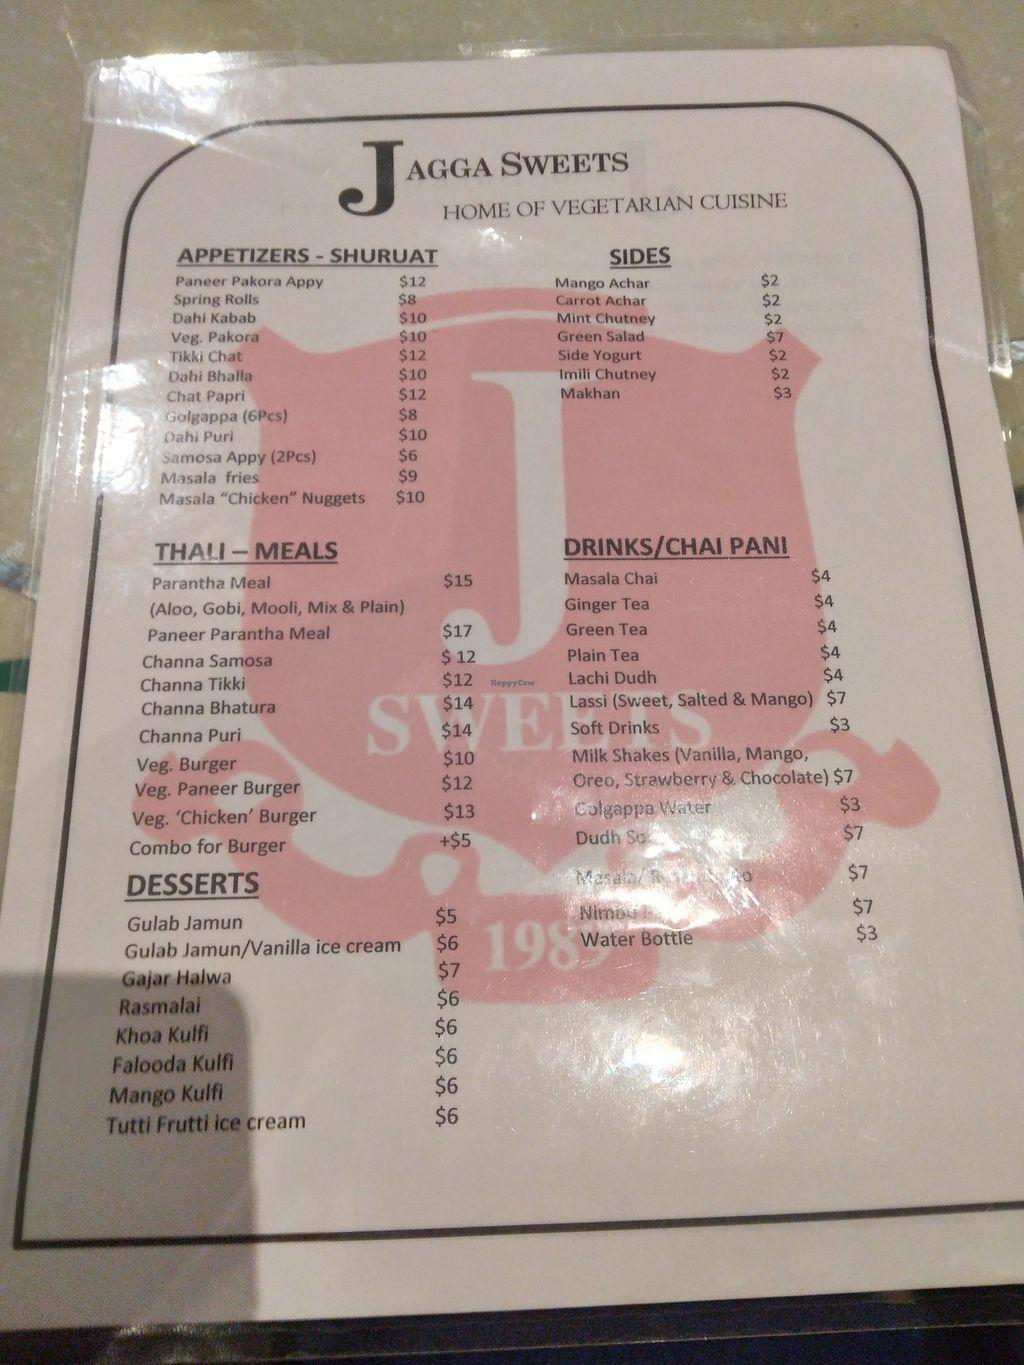 JAGGA SWEETS
HOME OF VEGETARIAN CUISINE
APPETIZERS - SHURUAT
Paneer Pakora Appy $12
Spring Rolls $8
Dahi Kabab $10
Veg. Pakora $10
Tikki Chat $12
Dahi Bhalla $10
Chat Papri $12
Golgappa (6Pcs) $8
Dahi Puri $10
Samosa Appy (2Pcs) $6
Masala fries $9
Masala “Chicken” Nuggets $10
SIDES
Mango Achar $2
Carrot Achar $2
Mint Chutney $2
Green Salad $7
Side Yogurt $2
Imili Chutney $2
Makhan $3
THALI – MEALS
Parantha Meal $15
(Aloo, Gobi, Mooli, Mix & Plain)
Paneer Parantha Meal $17
Channa Samosa $ 12
Channa Tikki $12
Channa Bhatura $14
Channa Puri $14
Veg. Burger $10
Veg. Paneer Burger $12
Veg. ‘Chicken’ Burger $13
Combo for Burger +$5
DRINKS/CHAI PANI
Masala Chai $4
Ginger Tea $4
Green Tea $4
Plain Tea $4
Lachi Dudh $4
Lassi (Sweet, Salted & Mango) $7
Soft Drinks $3
Milk Shakes (Vanilla, Mango,
Oreo, Strawberry & Chocolate) $7
Golgappa Water $3
Dudh $7
Masala/ $7
Nimbu $7
Water Bottle $3
DESSERTS
Gulab Jamun $5
Gulab Jamun/Vanilla ice cream $6
Gajar Halwa $7
Rasmalai $6
Khoa Kulfi $6
Falooda Kulfi $6
Mango Kulfi $6
Tutti Frutti ice cream $6
J
SWEETS
HappyCow